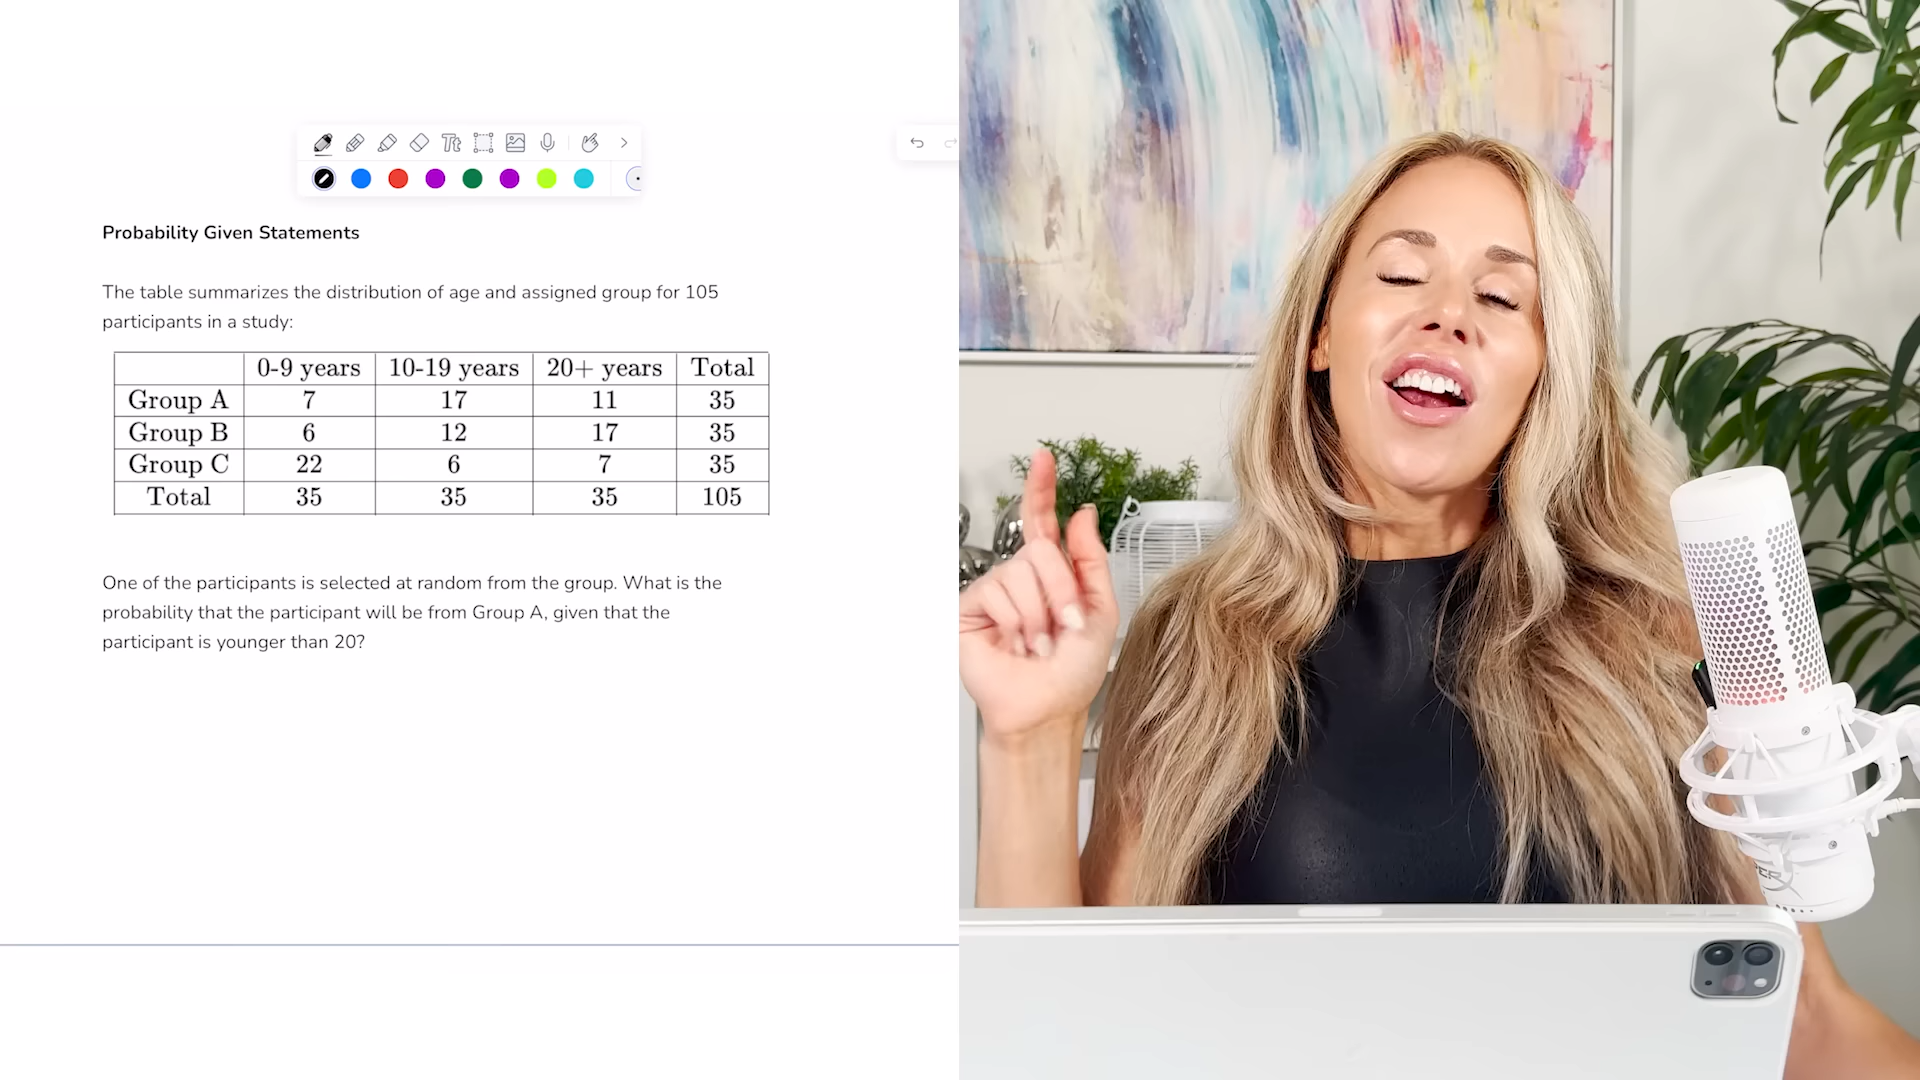 Tt
Probability Given Statements
The table summarizes the distribution of age and assigned group for 105
participants in a study:
0-9 years 10-19 years 20+ years Total
Group A 7 17 11 35
Group B 6 12 17 35
Group C 22 6 7 35
Total 35 35 35 105
One of the participants is selected at random from the group. What is the
probability that the participant will be from Group A, given that the
participant is younger than 20?